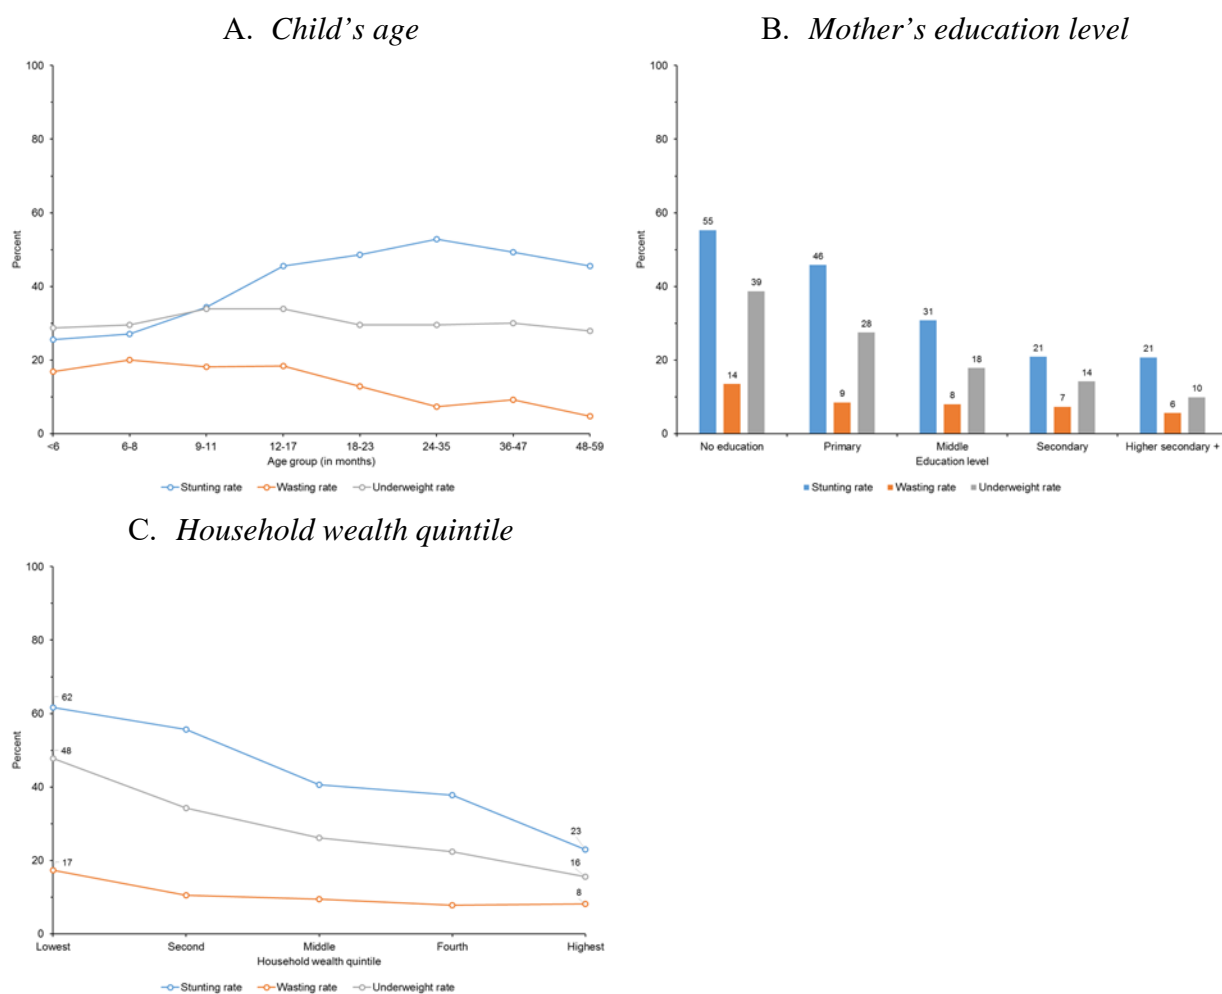 A. Child's age
100
80
60
40
20
0
Percent
<6 6-8 9-11 12-17 18-23 24-35 36-47 48-59
Age group (in months)
Stunting rate Wasting rate Underweight rate
B. Mother's education level
100
80
60
40
20
0
Percent
55 14 39
46 9 28
31 8 18
21 7 14
21 6 10
No education Primary Middle Secondary Higher secondary +
Education level
Stunting rate Wasting rate Underweight rate
C. Household wealth quintile
100
80
60
40
20
0
Percent
62
48
17
23
16
8
Lowest Second Middle Fourth Highest
Household wealth quintile
Stunting rate Wasting rate Underweight rate